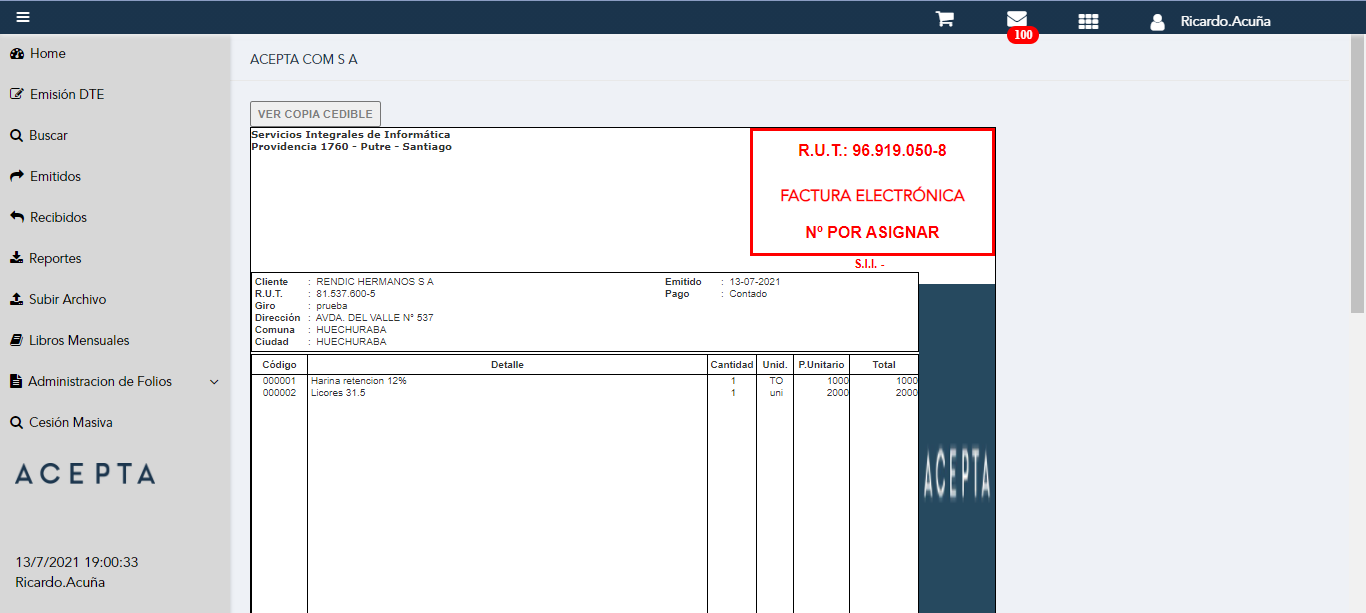 100
Ricardo.Acuña
Home
Emisión DTE
Buscar
Emitidos
Recibidos
Reportes
Subir Archivo
Libros Mensuales
Administracion de Folios
Cesión Masiva
ACEPTA
13/7/2021 19:00:33
Ricardo.Acuña
ACEPTA COM S A
VER COPIA CEDIBLE
Servicios Integrales de Informática
Providencia 1760 - Putre - Santiago
R.U.T.: 96.919.050-8
FACTURA ELECTRÓNICA
Nº POR ASIGNAR
S.I.I. -
Cliente : RENDIC HERMANOS S A Emitido : 13-07-2021
R.U.T. : 81.537.600-5 Pago : Contado
Giro : prueba
Dirección : AVDA. DEL VALLE N° 537
Comuna : HUECHURABA
Ciudad : HUECHURABA
Código Detalle Cantidad Unid. P.Unitario Total
000001 Harina retencion 12% 1 TO 1000 1000
000002 Licores 31.5 1 uni 2000 2000
ACEPTA